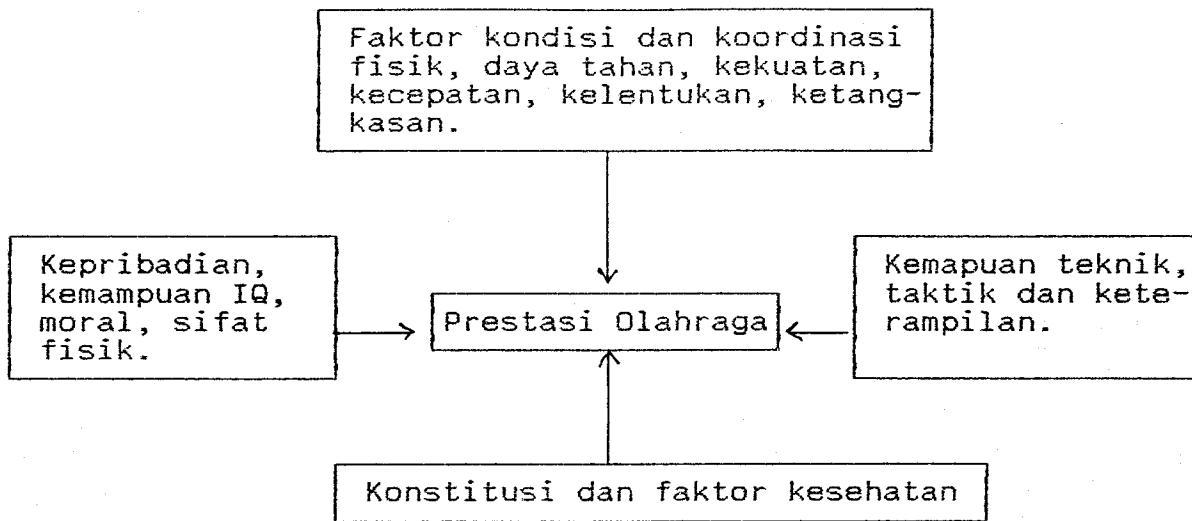 Faktor kondisi dan koordinasi
fisik, daya tahan, kekuatan,
kecepatan, kelentukan, ketang-
kasan.
Kepribadian,
kemampuan IQ,
moral, sifat
fisik.
Prestasi Olahraga
Kemapuan teknik,
taktik dan kete-
rampilan.
Konstitusi dan faktor kesehatan